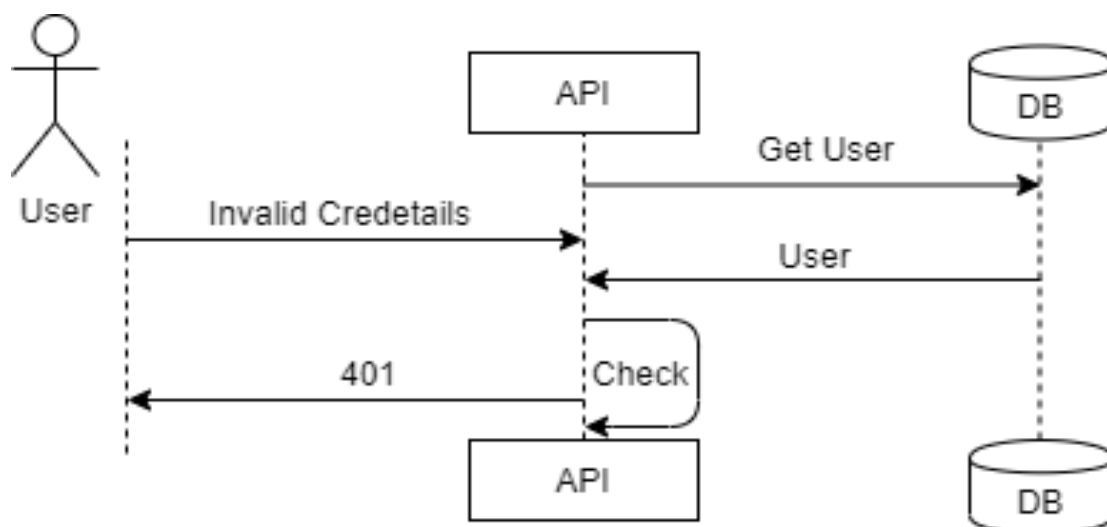 API
DB
Get User
User
Invalid Credetails
User
401
Check
API
DB